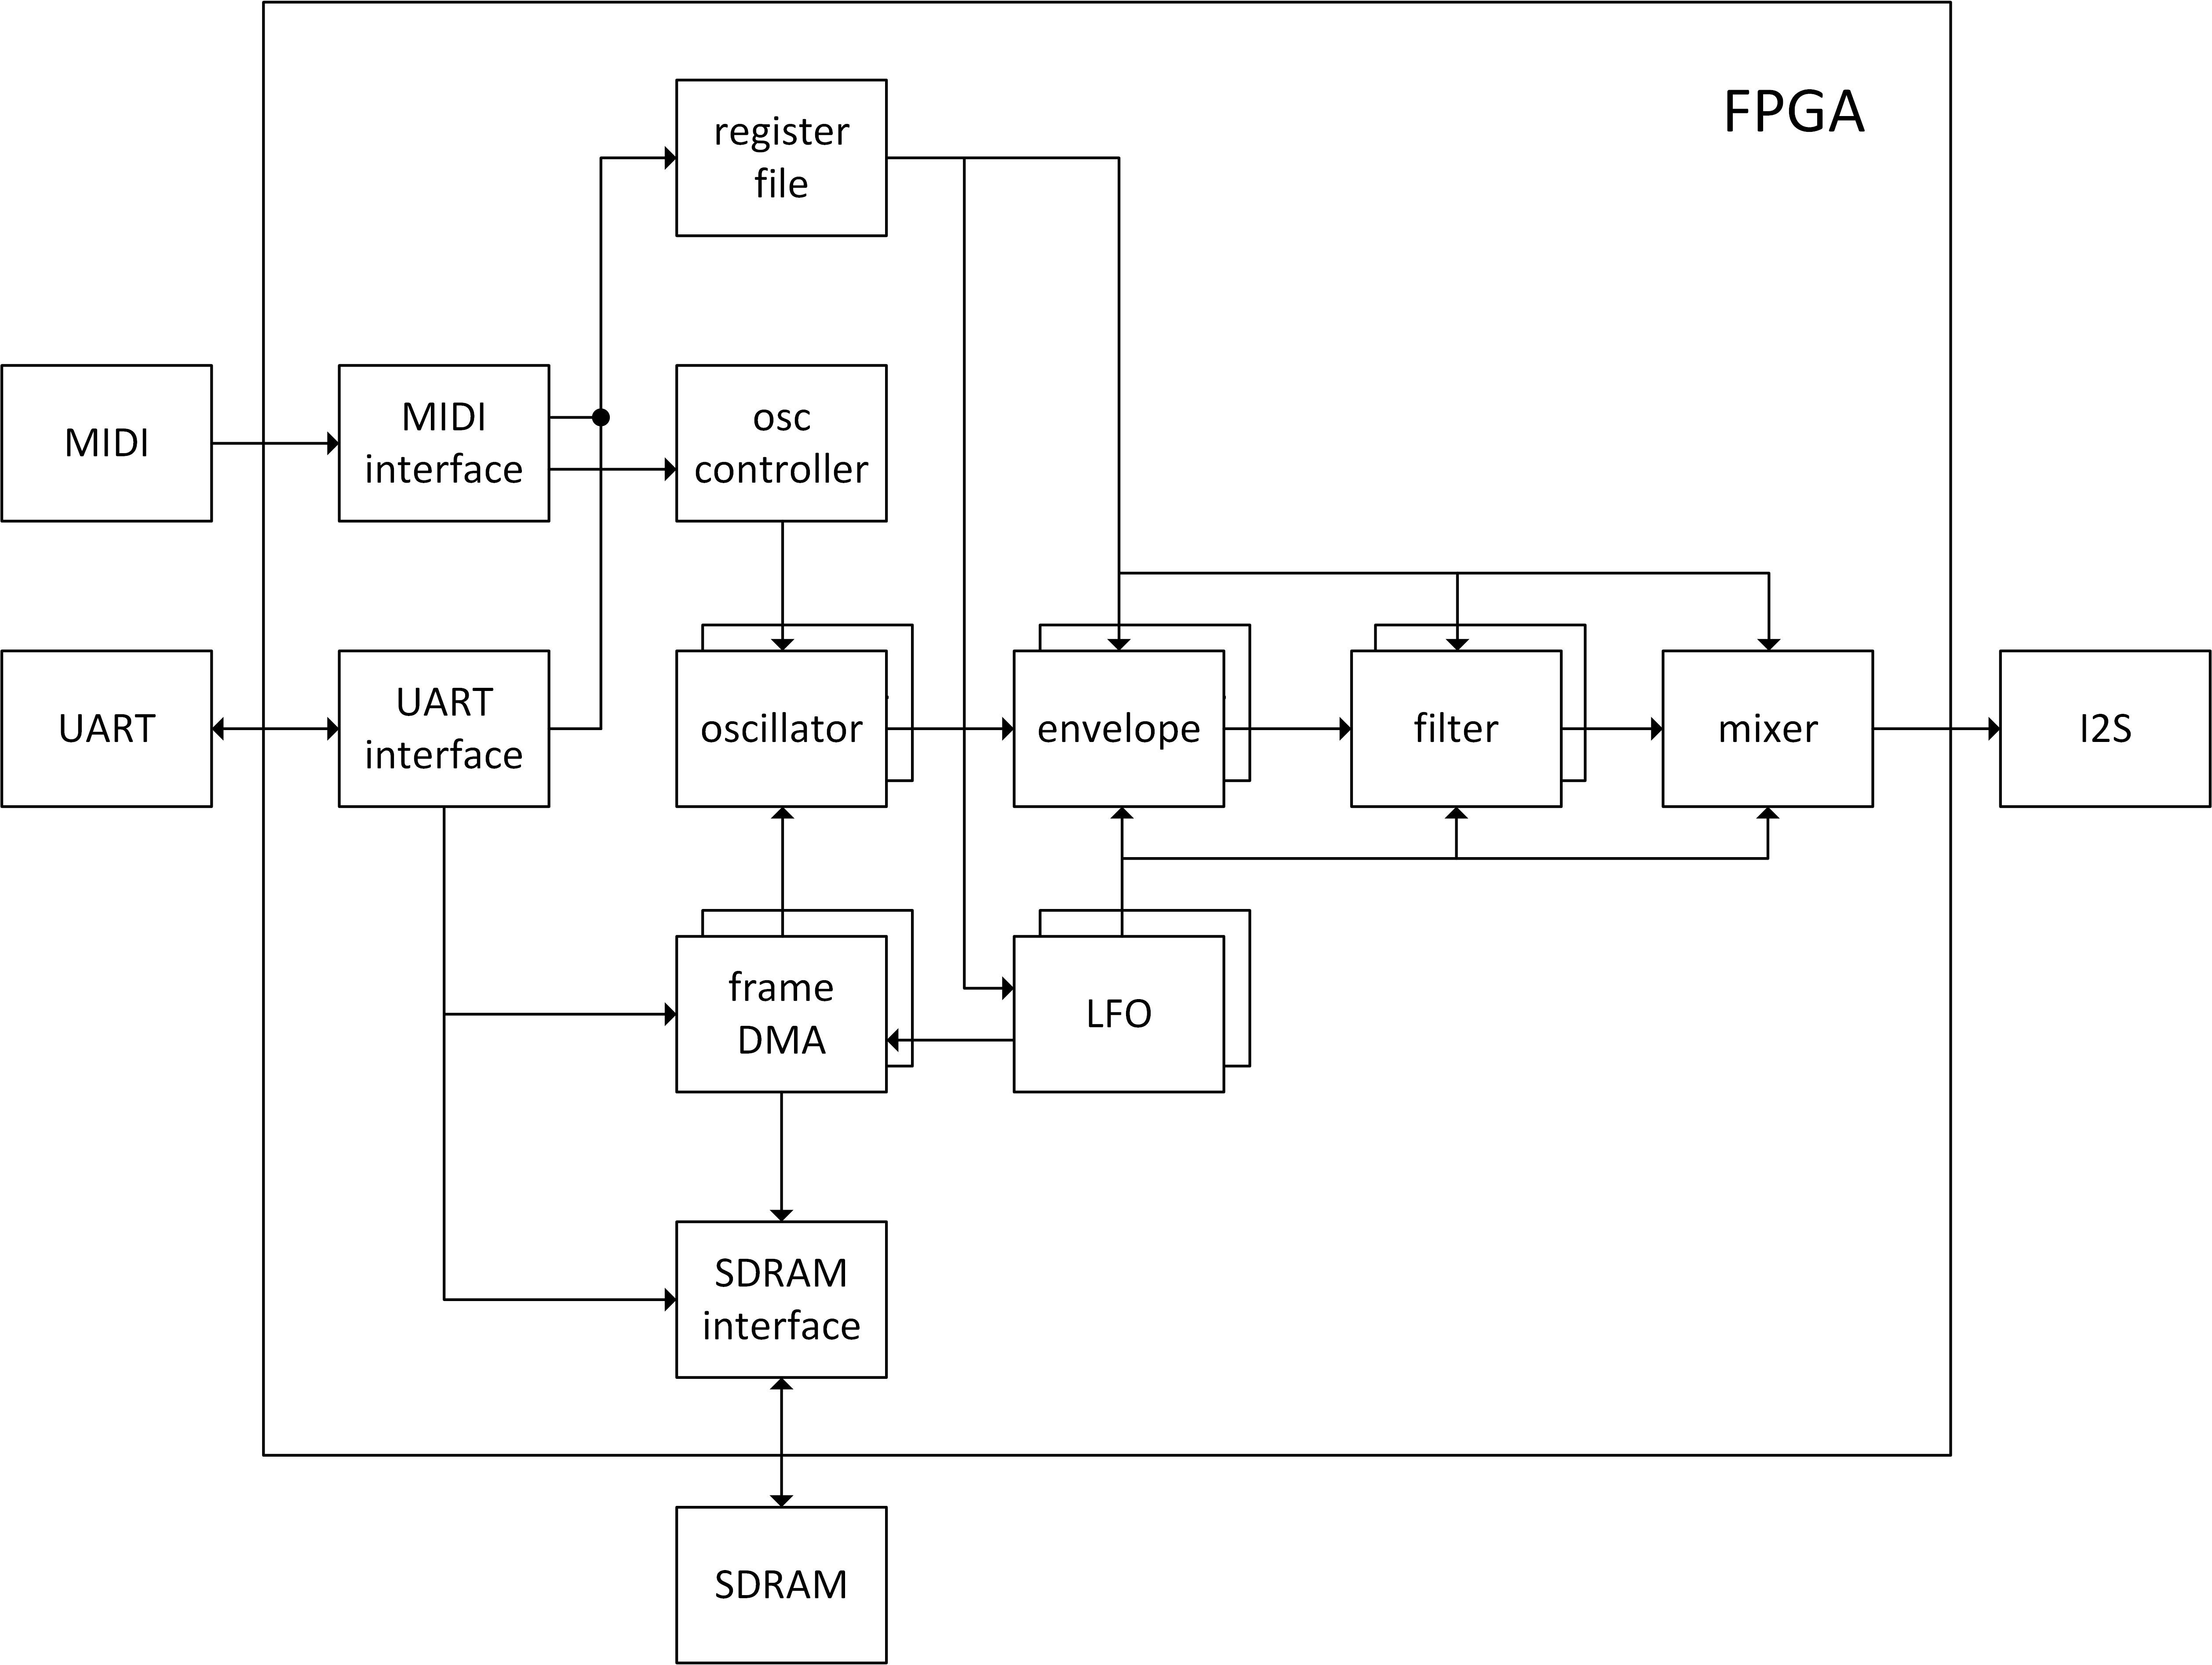 FPGA
register
file
MIDI
MIDI
interface
osc
controller
UART
UART
interface
oscillator
envelope
filter
mixer
I2S
frame
DMA
LFO
SDRAM
interface
SDRAM